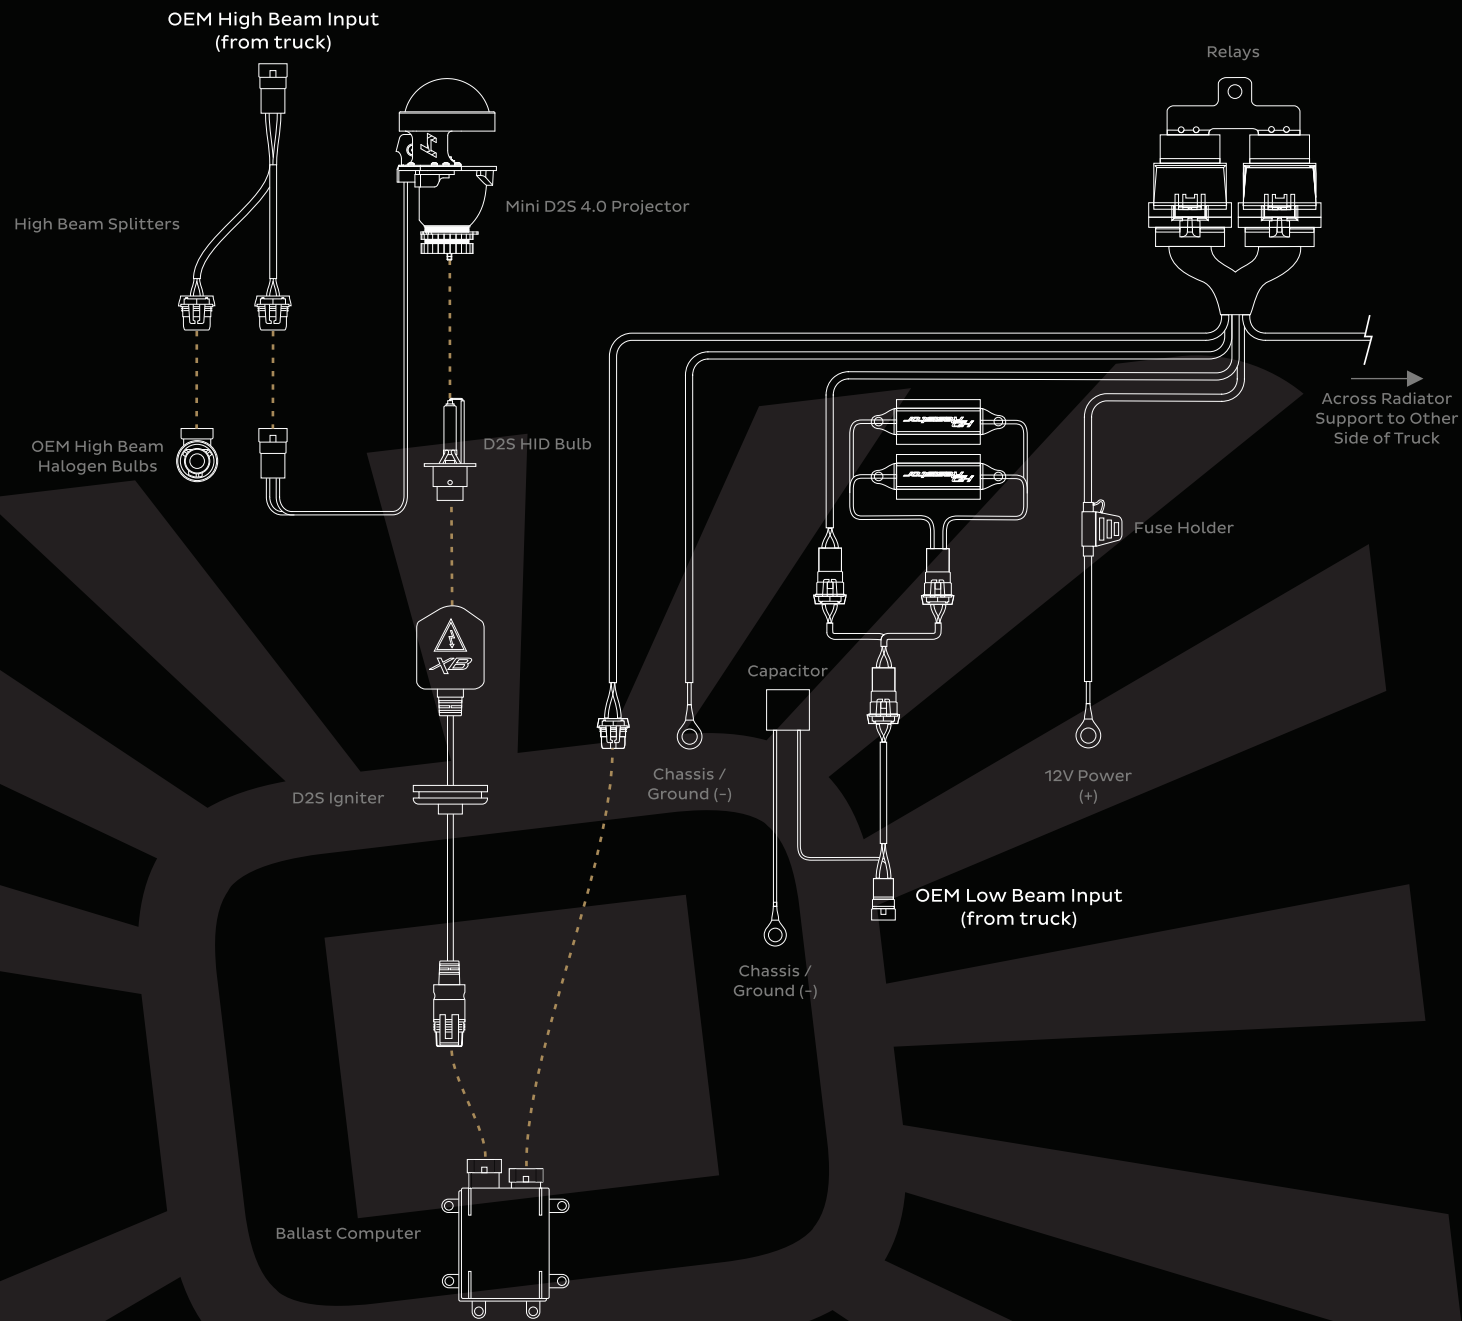 OEM High Beam Input
(from truck)
Relays
Mini D2S 4.0 Projector
High Beam Splitters
Across Radiator
Support to Other
Side of Truck
OEM High Beam
Halogen Bulbs
D2S HID Bulb
Fuse Holder
XB
Capacitor
Chassis /
Ground (-)
12V Power
(+)
D2S Igniter
OEM Low Beam Input
(from truck)
Chassis /
Ground (-)
Ballast Computer